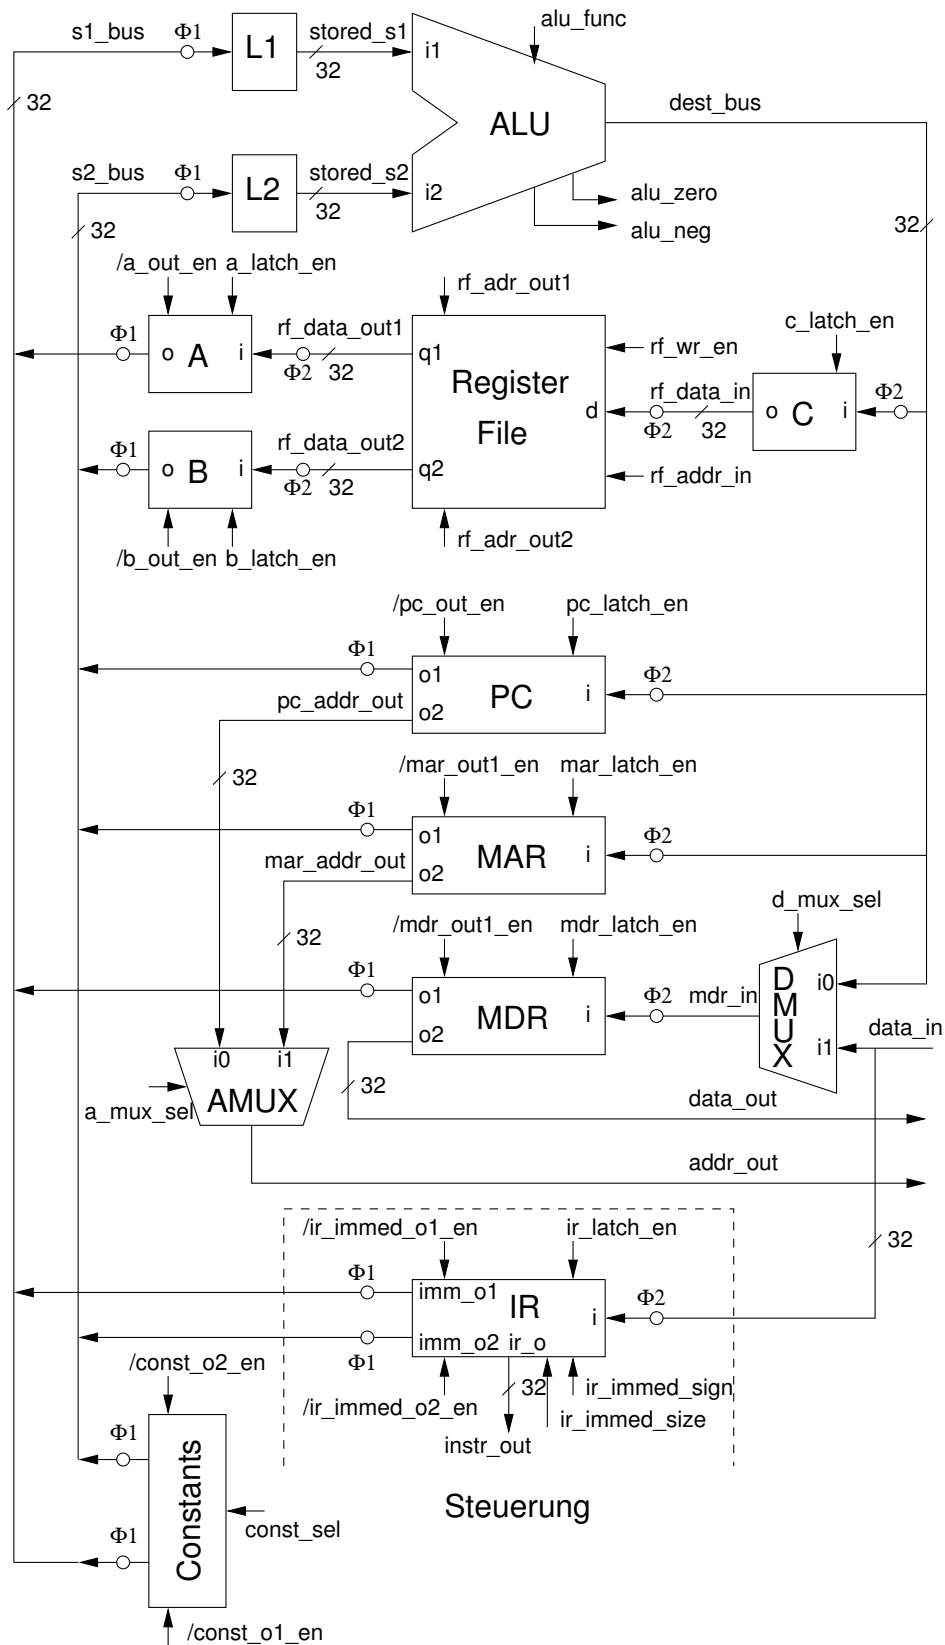 alu_func
s1_bus Φ1 L1 stored_s1 i1
32 32
ALU dest_bus
s2_bus Φ1 L2 stored_s2 i2
32 32 alu_zero 32
alu_neg
/a_out_en a_latch_en rf_adr_out1
c_latch_en
Φ1 o A i rf_data_out1 Φ2 32 q1 rf_wr_en
Register File
d rf_data_in Φ2 32 o C i Φ2
Φ1 o B i rf_data_out2 Φ2 32 q2 rf_addr_in
/b_out_en b_latch_en rf_adr_out2
/pc_out_en pc_latch_en
Φ1 o1 PC i Φ2
pc_addr_out o2
32
/mar_out1_en mar_latch_en
Φ1 o1 MAR i Φ2
mar_addr_out o2
32
d_mux_sel
/mdr_out1_en mdr_latch_en
Φ1 o1 MDR i Φ2 mdr_in DMUX i0
o2 i1 data_in
i0 i1
AMUX 32
a_mux_sel data_out
addr_out
/ir_immed_o1_en ir_latch_en 32
Φ1 imm_o1 IR i Φ2
Φ1 imm_o2 ir_o
/const_o2_en 32 ir_immed_sign
/ir_immed_o2_en ir_immed_size
instr_out
Φ1 Constants
Steuerung
const_sel
Φ1
/const_o1_en